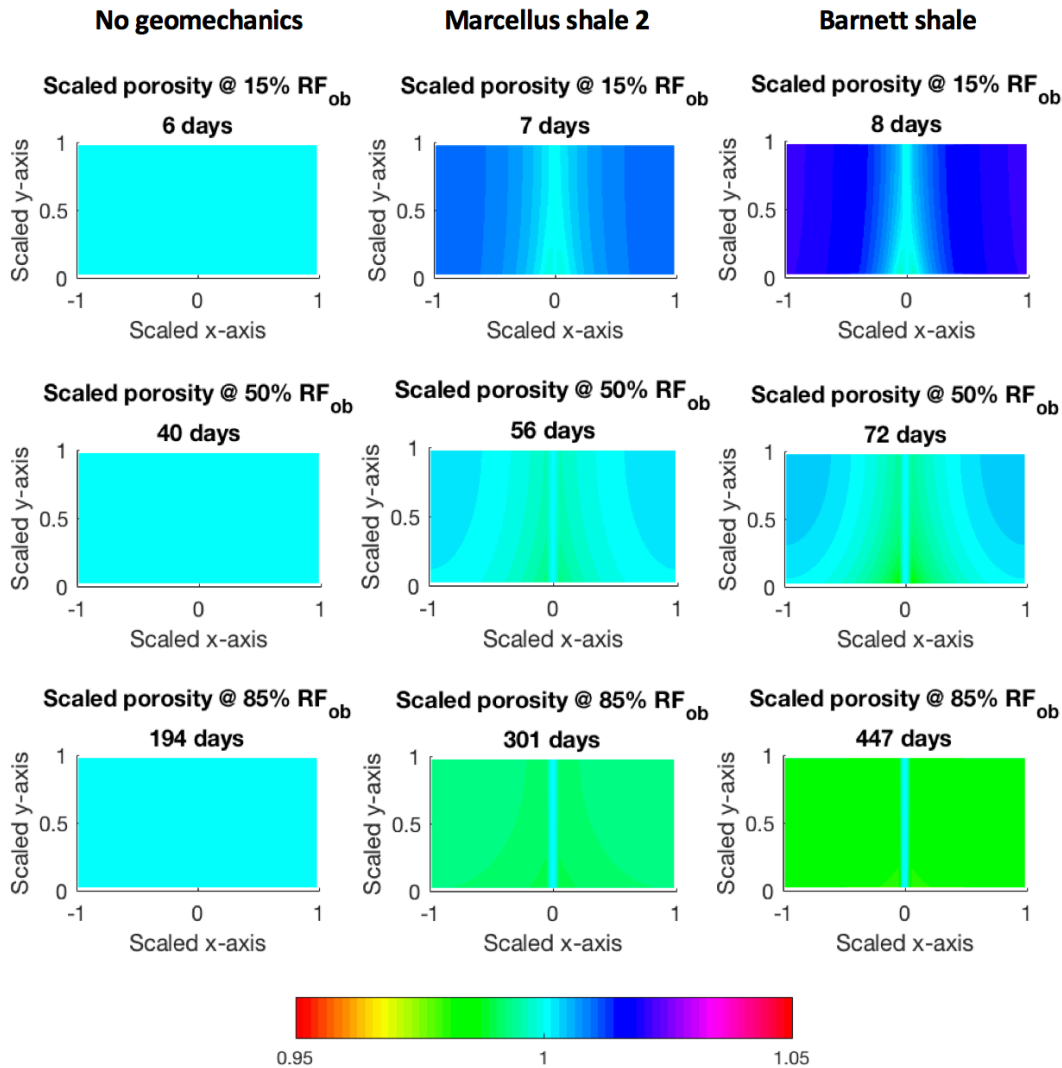 No geomechanics
Marcellus shale 2
Barnett shale
Scaled porosity @ 15% RFob
6 days
Scaled y-axis
1
0.5
0
-1
0
1
Scaled x-axis
Scaled porosity @ 15% RFob
7 days
Scaled y-axis
1
0.5
0
-1
0
1
Scaled x-axis
Scaled porosity @ 15% RFob
8 days
Scaled y-axis
1
0.5
0
-1
0
1
Scaled x-axis
Scaled porosity @ 50% RFob
40 days
Scaled y-axis
1
0.5
0
-1
0
1
Scaled x-axis
Scaled porosity @ 50% RFob
56 days
Scaled y-axis
1
0.5
0
-1
0
1
Scaled x-axis
Scaled porosity @ 50% RFob
72 days
Scaled y-axis
1
0.5
0
-1
0
1
Scaled x-axis
Scaled porosity @ 85% RFob
194 days
Scaled y-axis
1
0.5
0
-1
0
1
Scaled x-axis
Scaled porosity @ 85% RFob
301 days
Scaled y-axis
1
0.5
0
-1
0
1
Scaled x-axis
Scaled porosity @ 85% RFob
447 days
Scaled y-axis
1
0.5
0
-1
0
1
Scaled x-axis
0.95
1
1.05